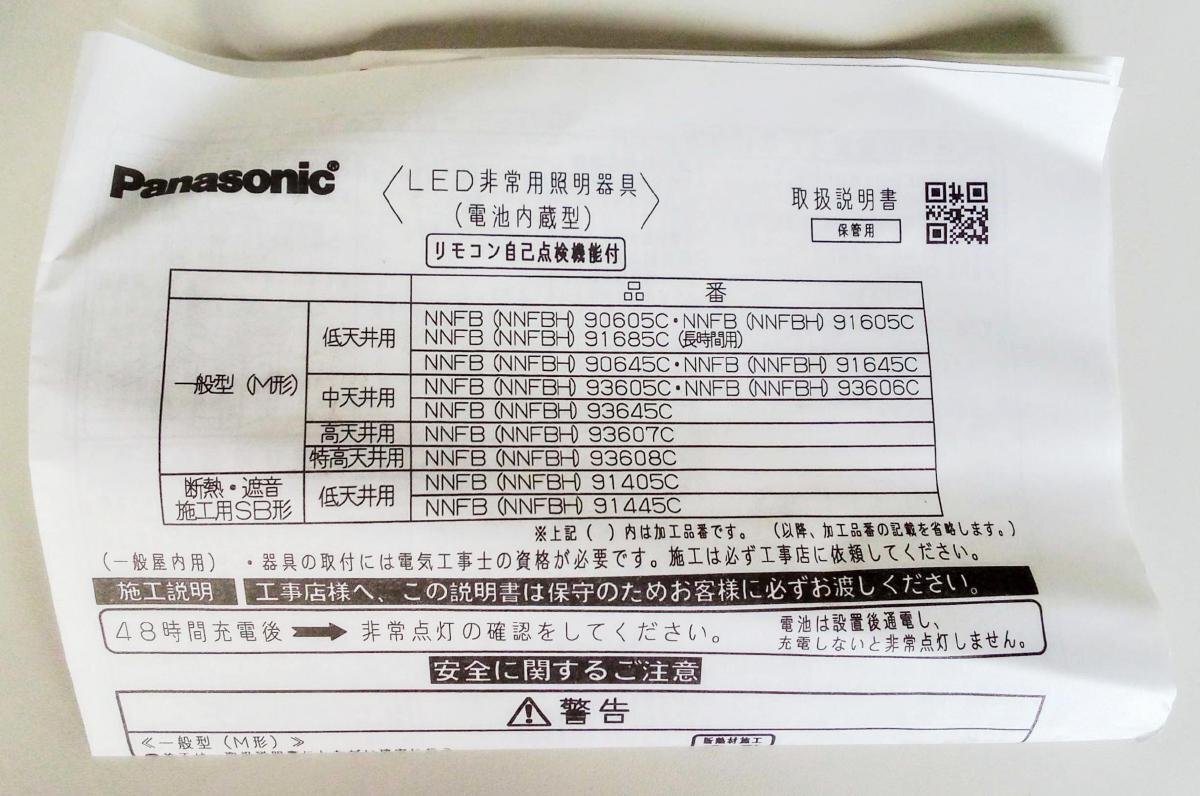 Panasonic®
〈LED非常用照明器具〉
(電池内蔵型)
リモコン自己点検機能付
取扱説明書
保管用
品 番
一般型 (M形)
低天井用
NNFB (NNFBH) 90605C・NNFB (NNFBH) 91605C
NNFB (NNFBH) 91685C (長時間用)
NNFB (NNFBH) 90645C・NNFB (NNFBH) 91645C
中天井用
NNFB (NNFBH) 93605C・NNFB (NNFBH) 93606C
NNFB (NNFBH) 93645C
高天井用
NNFB (NNFBH) 93607C
特高天井用
NNFB (NNFBH) 93608C
断熱・遮音
施工用SB形
低天井用
NNFB (NNFBH) 91405C
NNFB (NNFBH) 91445C
※上記 ( ) 内は加工品番です。 (以降、加工品番の記載を省略します。)
(一般屋内用) ・器具の取付には電気工事士の資格が必要です。施工は必ず工事店に依頼してください。
施工説明 工事店様へ、この説明書は保守のためお客様に必ずお渡しください。
48時間充電後 ➡ 非常点灯の確認をしてください。
電池は設置後通電し、
充電しないと非常点灯しません。
安全に関するご注意
⚠警告
≪一般型 (M形) ≫
断熱材施工